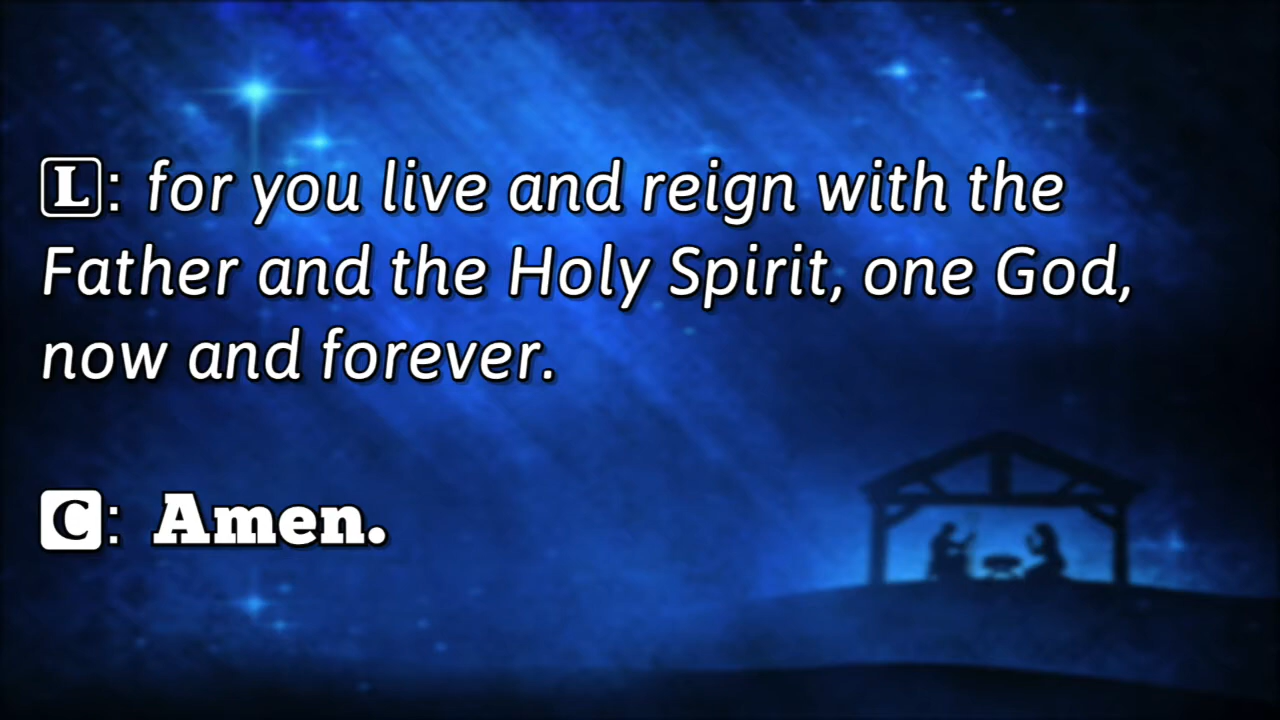 L: for you live and reign with the
Father and the Holy Spirit, one God,
now and forever.
C: Amen.